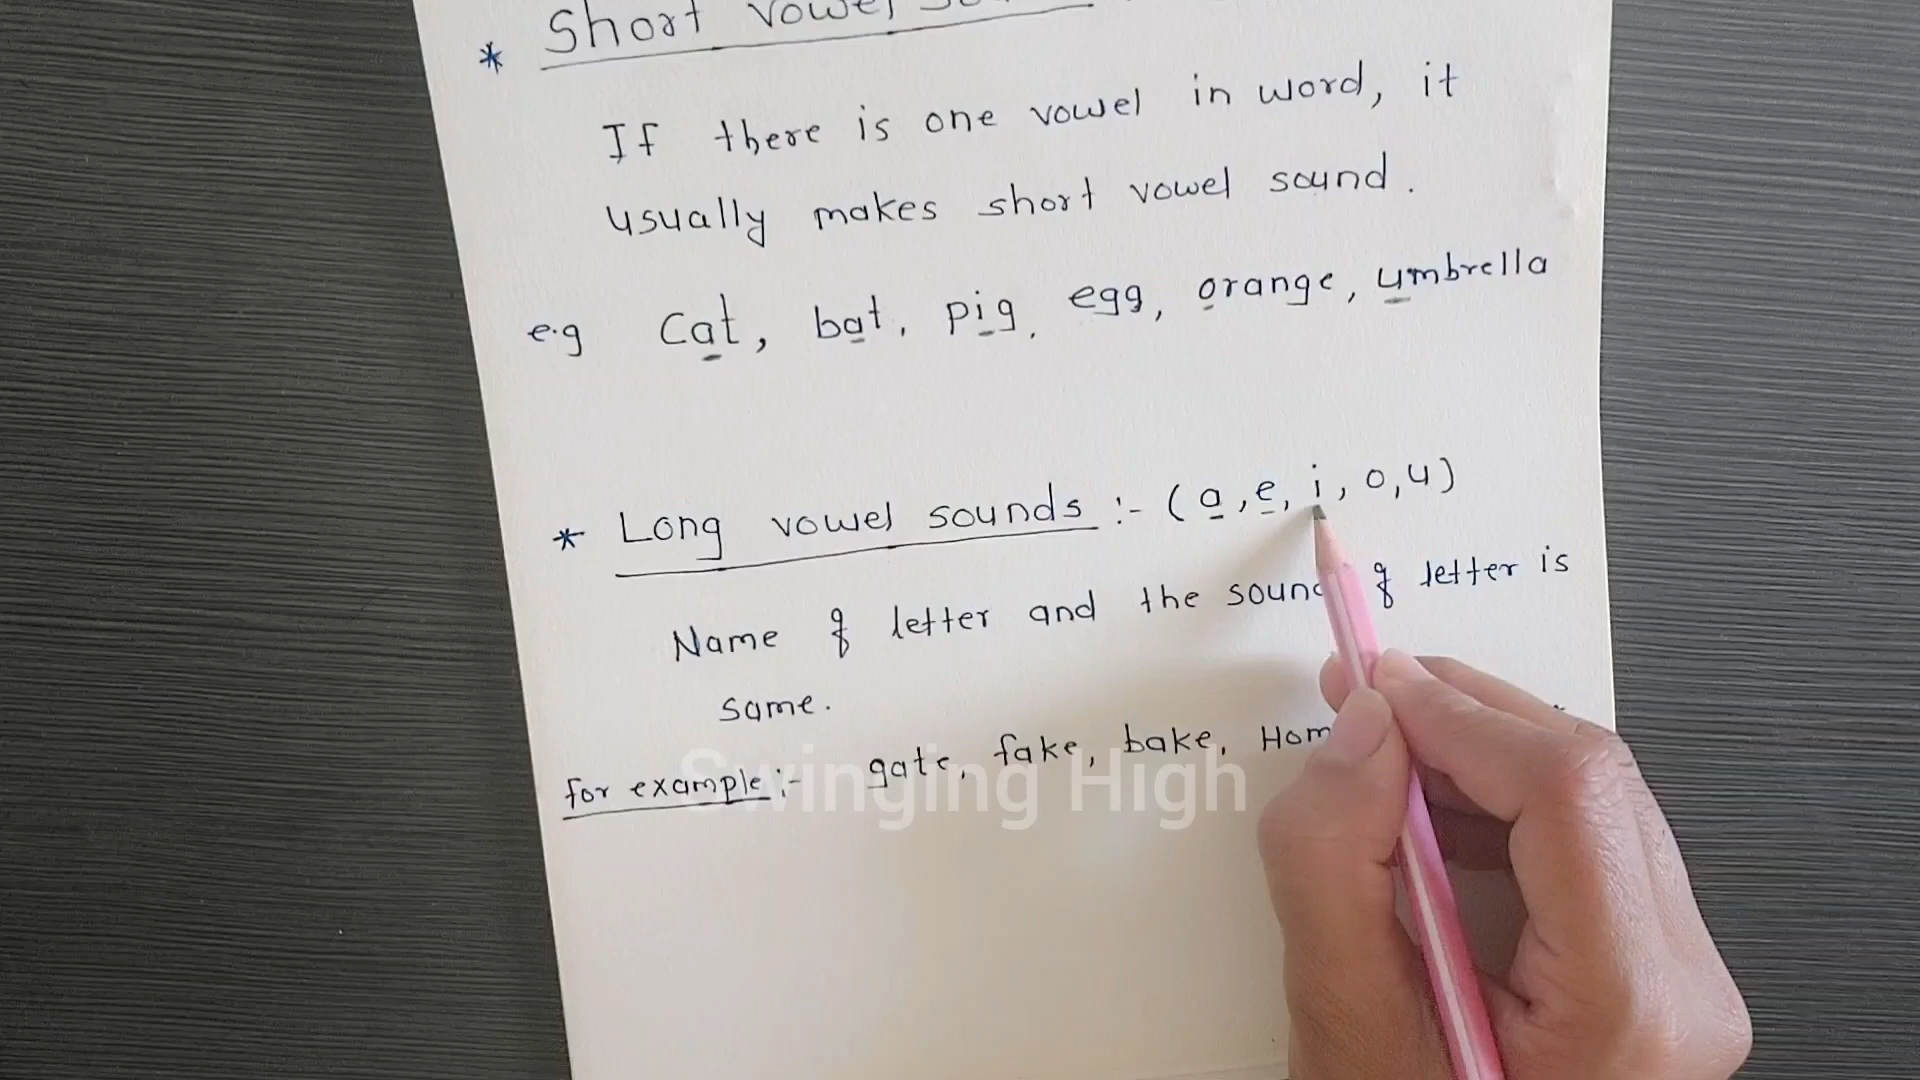 * Short vowel
If there is one vowel in word, it
usually makes short vowel sound.
e.g cat, bat, pig, egg, orange, umbrella
* Long vowel sounds :- (a, e, i, o, u)
Name of letter and the sound of letter is
same.
for example :- gate, fake, bake,
Swinging High